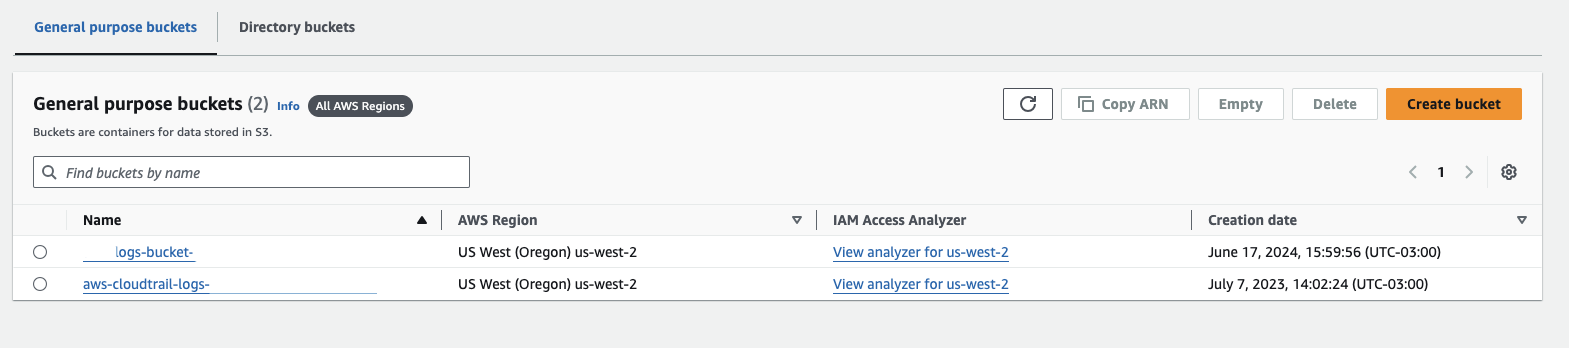 General purpose buckets Directory buckets
General purpose buckets (2) Info All AWS Regions Copy ARN Empty Delete Create bucket
Buckets are containers for data stored in S3.
Find buckets by name 1
Name AWS Region IAM Access Analyzer Creation date
logs-bucket- US West (Oregon) us-west-2 View analyzer for us-west-2 June 17, 2024, 15:59:56 (UTC-03:00)
aws-cloudtrail-logs- US West (Oregon) us-west-2 View analyzer for us-west-2 July 7, 2023, 14:02:24 (UTC-03:00)